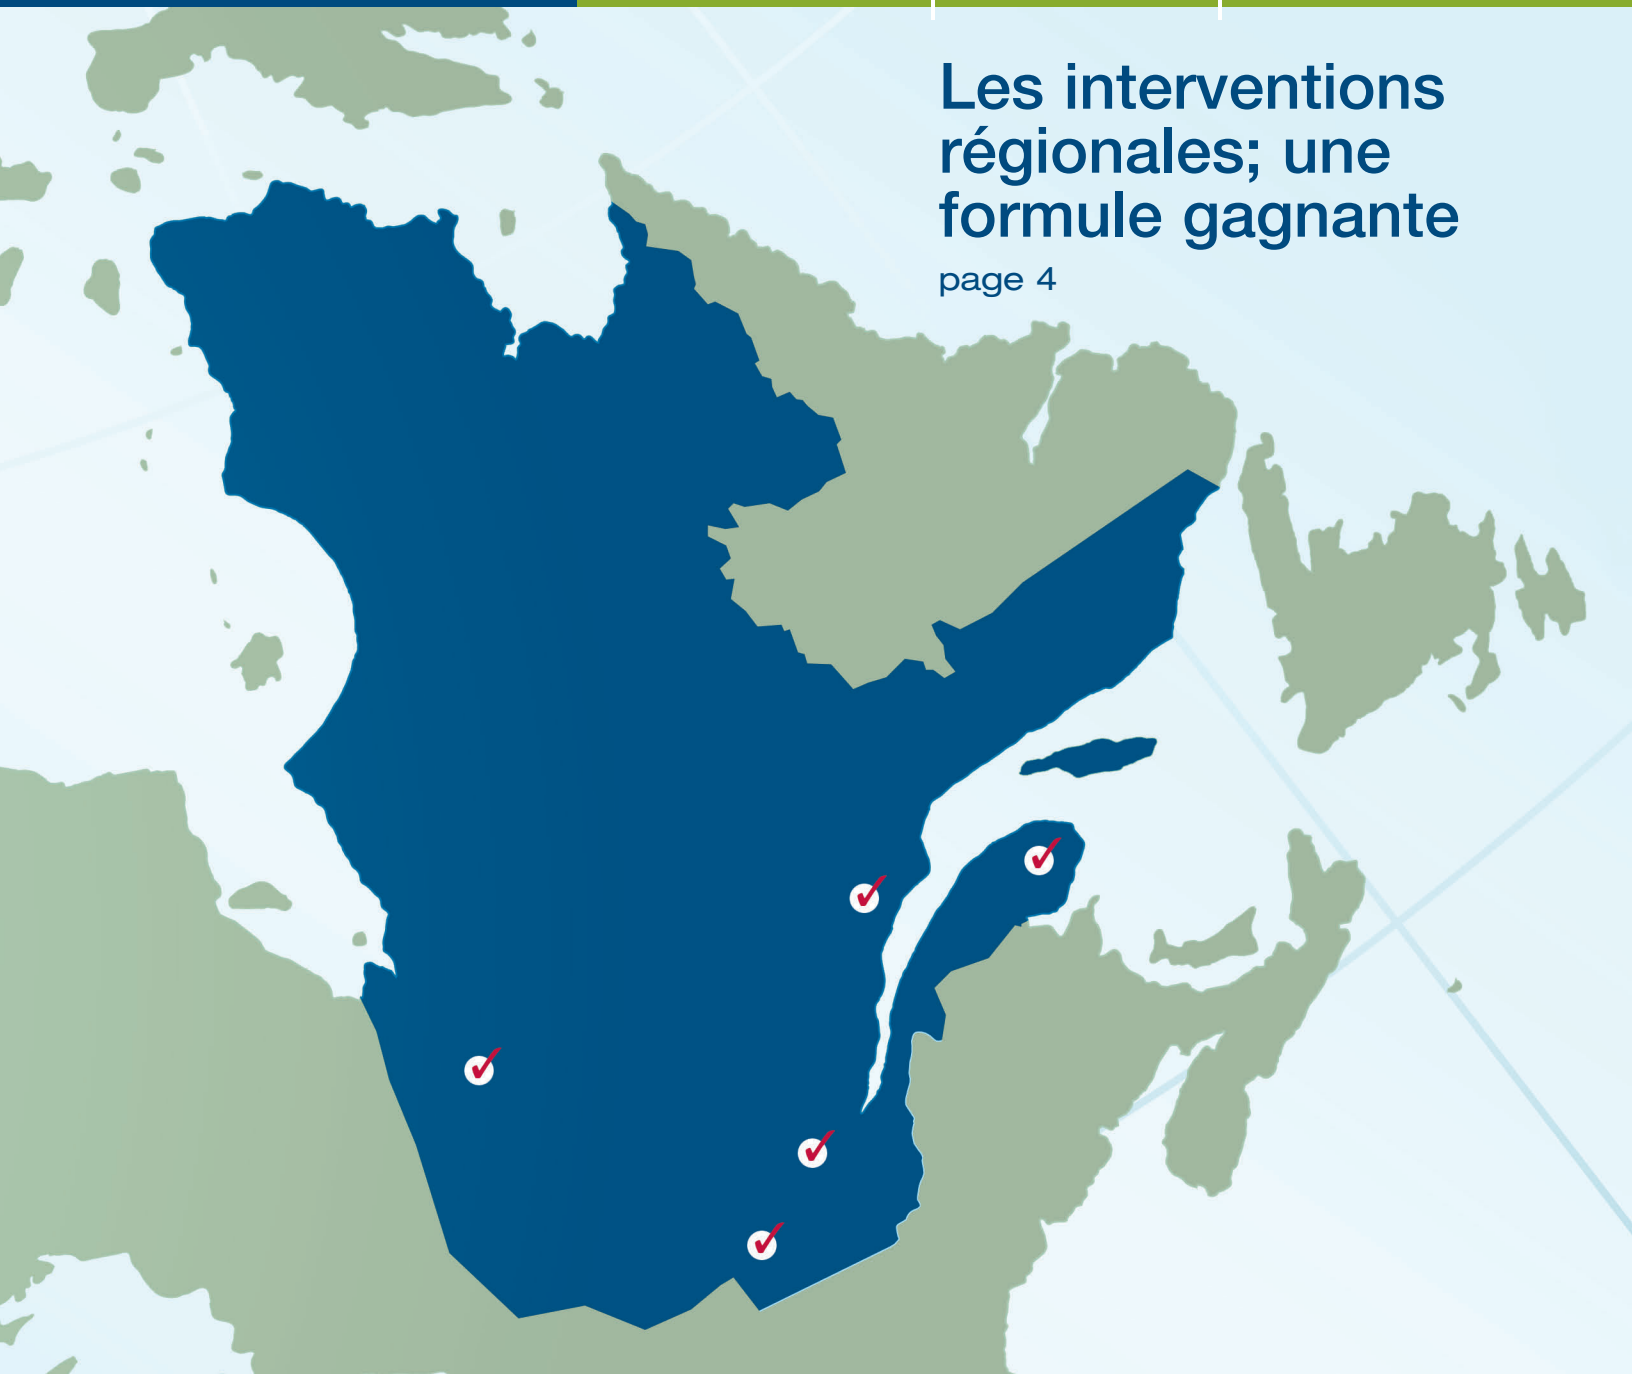 Les interventions
régionales; une
formule gagnante
page 4